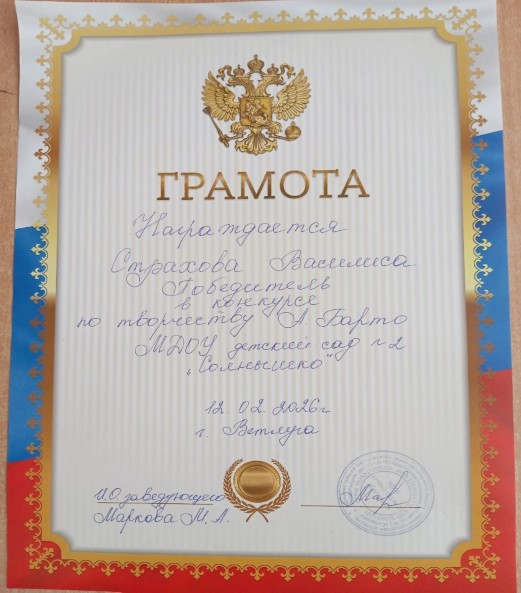 ГРАМОТА
Награждается
Страхова Василиса
Победитель
в конкурсе
по творчеству А Барто
МДОУ детский сад №2
„Солнышко“
12.02.2026г
г. Ветлуга
И.О. заведующего
Маркова М.А.